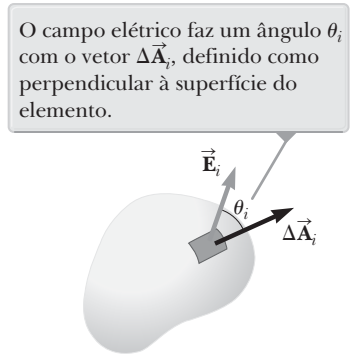 O campo elétrico faz um ângulo θᵢ
com o vetor ΔA⃗ᵢ, definido como
perpendicular à superfície do
elemento.
E⃗ᵢ
θᵢ
ΔA⃗ᵢ